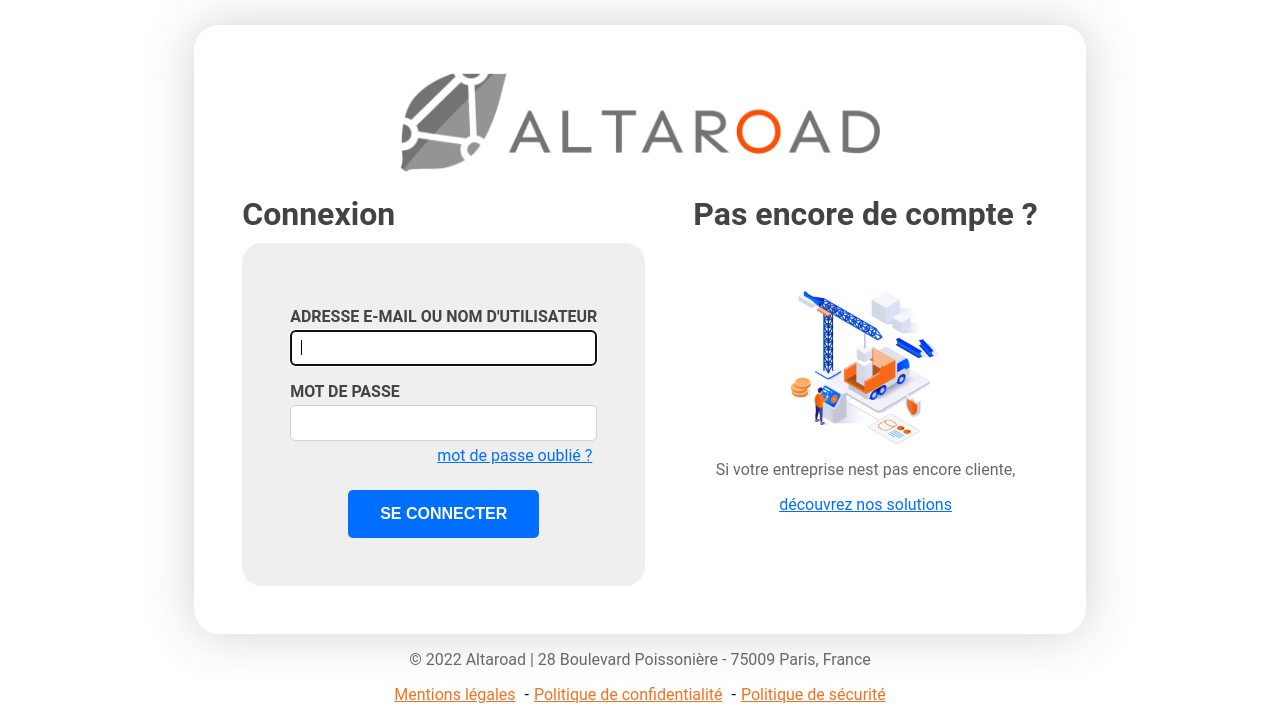 ALTAROAD
Connexion
ADRESSE E-MAIL OU NOM D'UTILISATEUR
MOT DE PASSE
mot de passe oublié ?
SE CONNECTER
Pas encore de compte ?
Si votre entreprise nest pas encore cliente,
découvrez nos solutions
© 2022 Altaroad | 28 Boulevard Poissonière - 75009 Paris, France
Mentions légales - Politique de confidentialité - Politique de sécurité